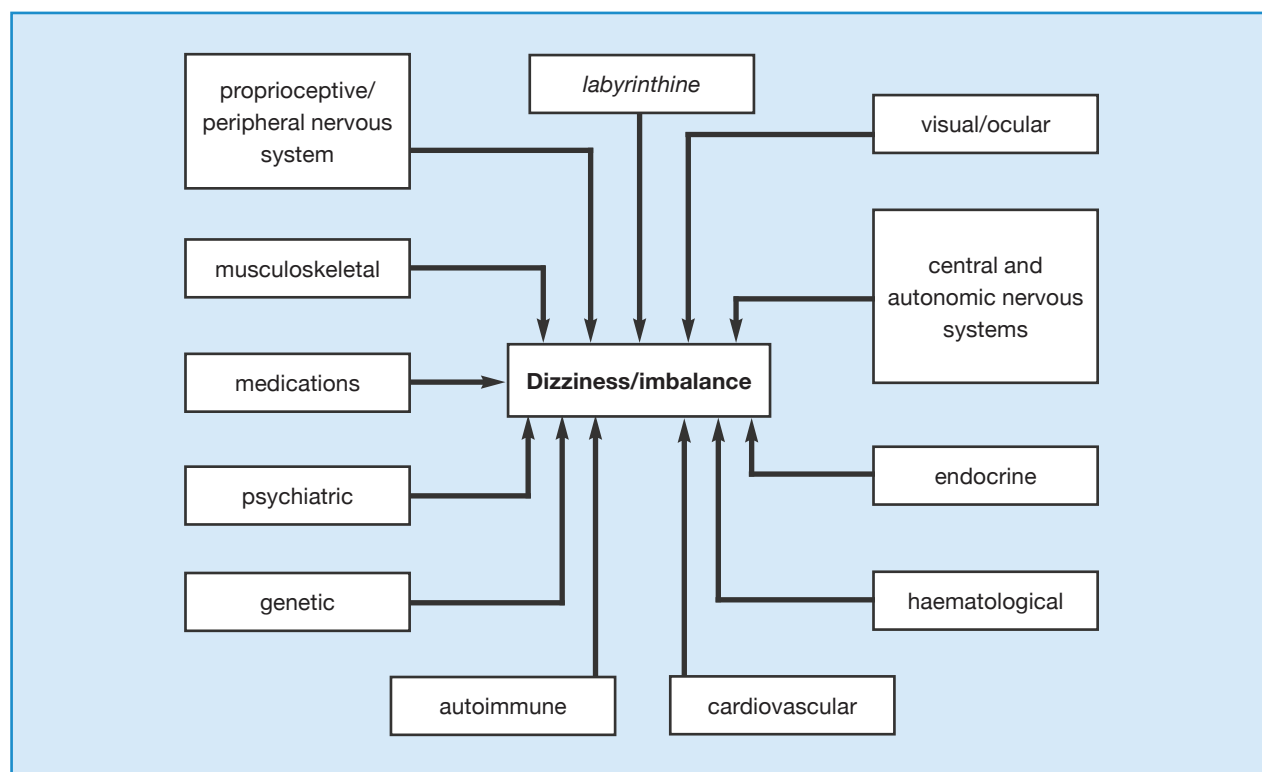 proprioceptive/
peripheral nervous
system
labyrinthine
visual/ocular
musculoskeletal
central and
autonomic nervous
systems
medications
Dizziness/imbalance
psychiatric
endocrine
genetic
haematological
autoimmune
cardiovascular